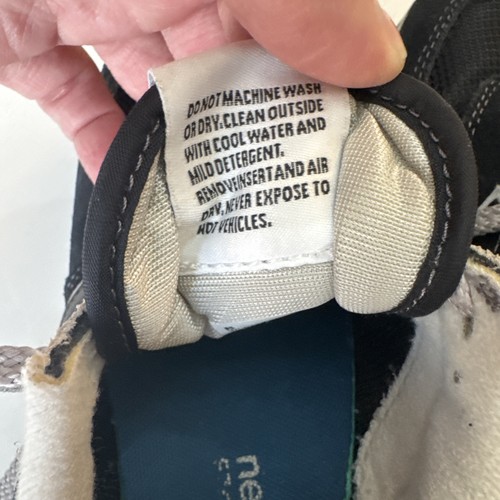 DO NOT MACHINE WASH
OR DRY. CLEAN OUTSIDE
WITH COOL WATER AND
MILD DETERGENT.
REMOVE INSERT AND AIR
DRY. NEVER EXPOSE TO
HOT VEHICLES.
ne